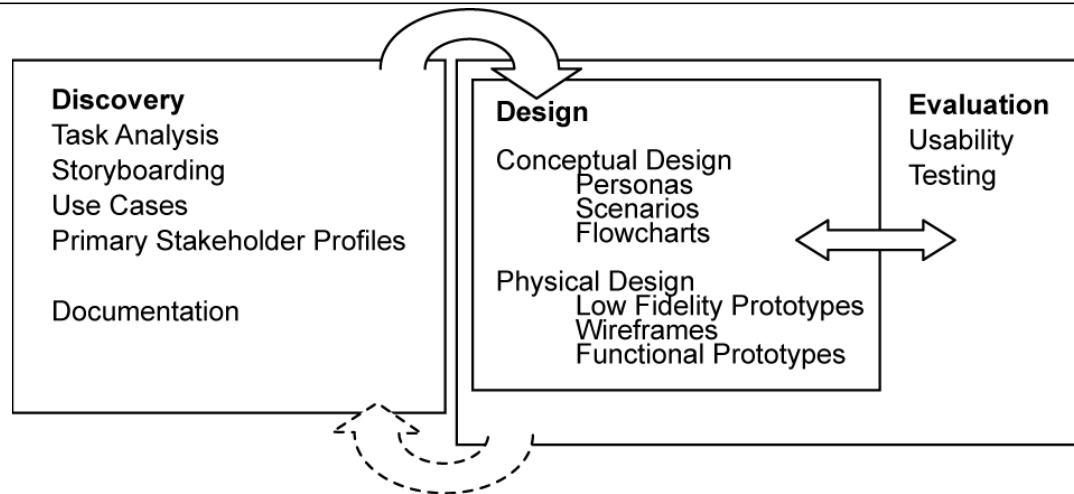 Discovery
Task Analysis
Storyboarding
Use Cases
Primary Stakeholder Profiles
Documentation
Design
Conceptual Design
Personas
Scenarios
Flowcharts
Physical Design
Low Fidelity Prototypes
Wireframes
Functional Prototypes
Evaluation
Usability
Testing